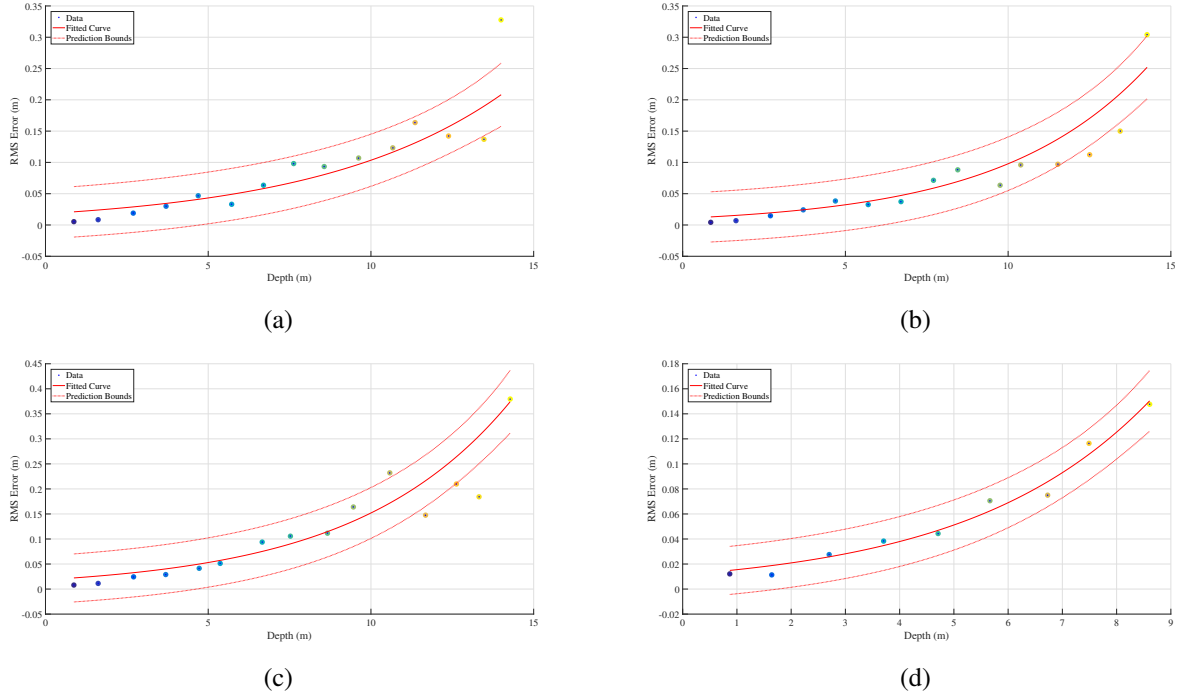 0.35
0.3
0.25
0.2
0.15
0.1
0.05
0
-0.05
RMS Error (m)
Data
Fitted Curve
Prediction Bounds
0 5 10 15
Depth (m)
(a)
0.35
0.3
0.25
0.2
0.15
0.1
0.05
0
-0.05
RMS Error (m)
Data
Fitted Curve
Prediction Bounds
0 5 10 15
Depth (m)
(b)
0.45
0.4
0.35
0.3
0.25
0.2
0.15
0.1
0.05
0
-0.05
RMS Error (m)
Data
Fitted Curve
Prediction Bounds
0 5 10 15
Depth (m)
(c)
0.18
0.16
0.14
0.12
0.1
0.08
0.06
0.04
0.02
0
-0.02
RMS Error (m)
Data
Fitted Curve
Prediction Bounds
1 2 3 4 5 6 7 8 9
Depth (m)
(d)